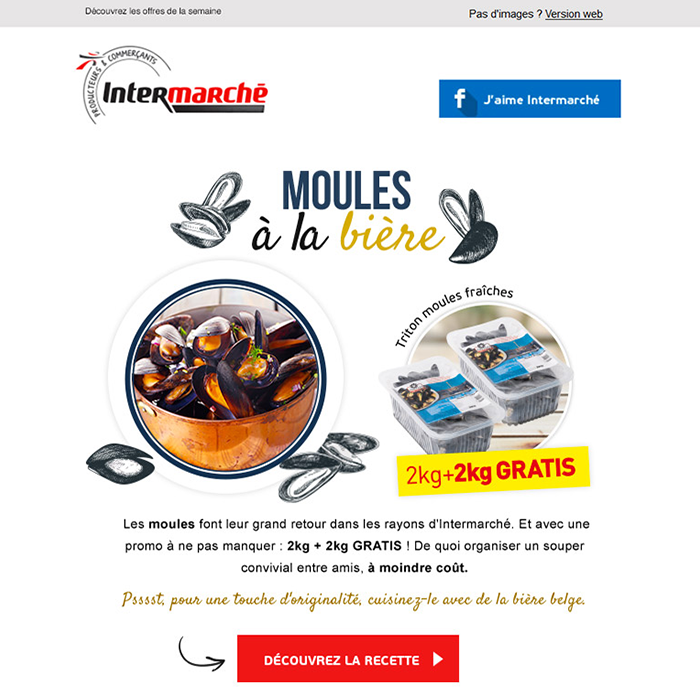 Découvrez les offres de la semaine
Pas d'images ? Version web
PRODUCTEURS & COMMERÇANTS
Intermarché
f J'aime Intermarché
MOULES
à la bière
Triton moules fraîches
2kg+2kg GRATIS
Les moules font leur grand retour dans les rayons d'Intermarché. Et avec une
promo à ne pas manquer : 2kg + 2kg GRATIS ! De quoi organiser un souper
convivial entre amis, à moindre coût.
Psssst, pour une touche d'originalité, cuisinez-le avec de la bière belge.
DÉCOUVREZ LA RECETTE